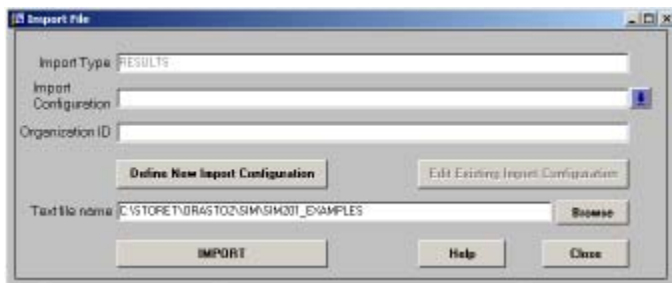 Import File
Import Type RESULTS
Import
Configuration
Organization ID
Define New Import Configuration Edit Existing Import Configuration
Text file name C:\STORET\ORAST02\SIM\SIM201_EXAMPLES Browse
IMPORT Help Close